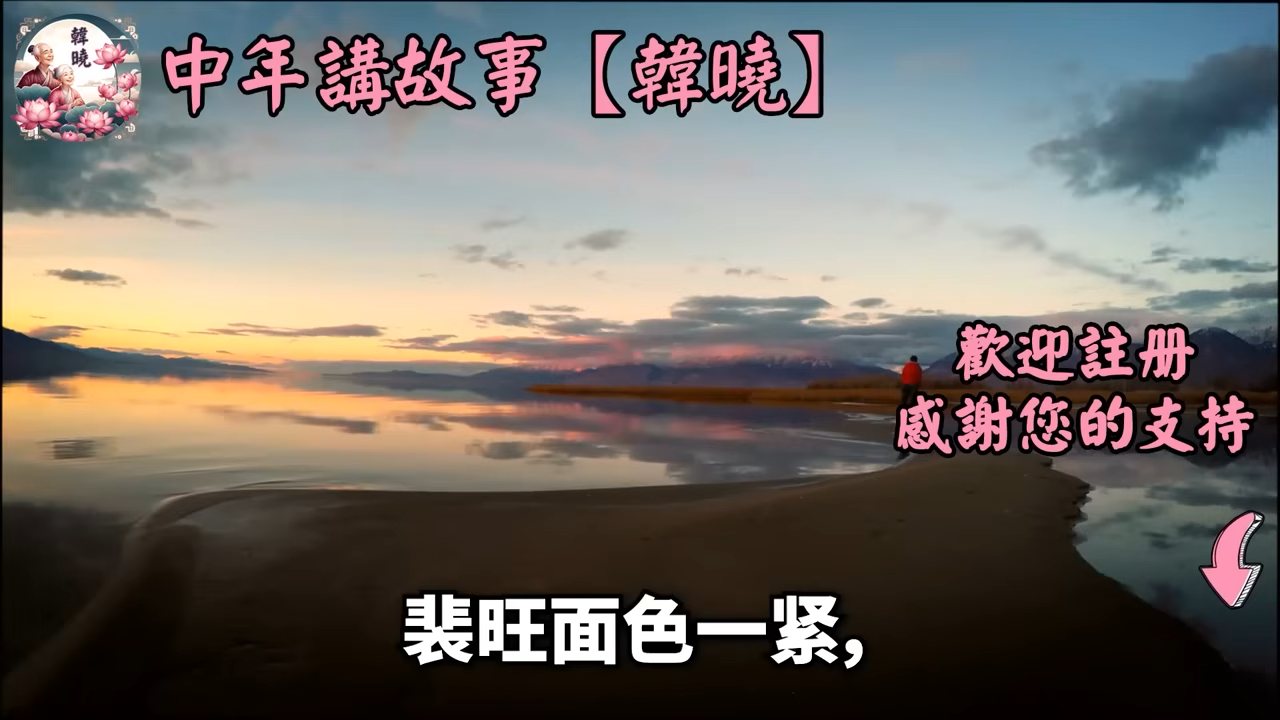 韓
曉
中年講故事【韓曉】
歡迎註册
感謝您的支持
裴旺面色一紧,